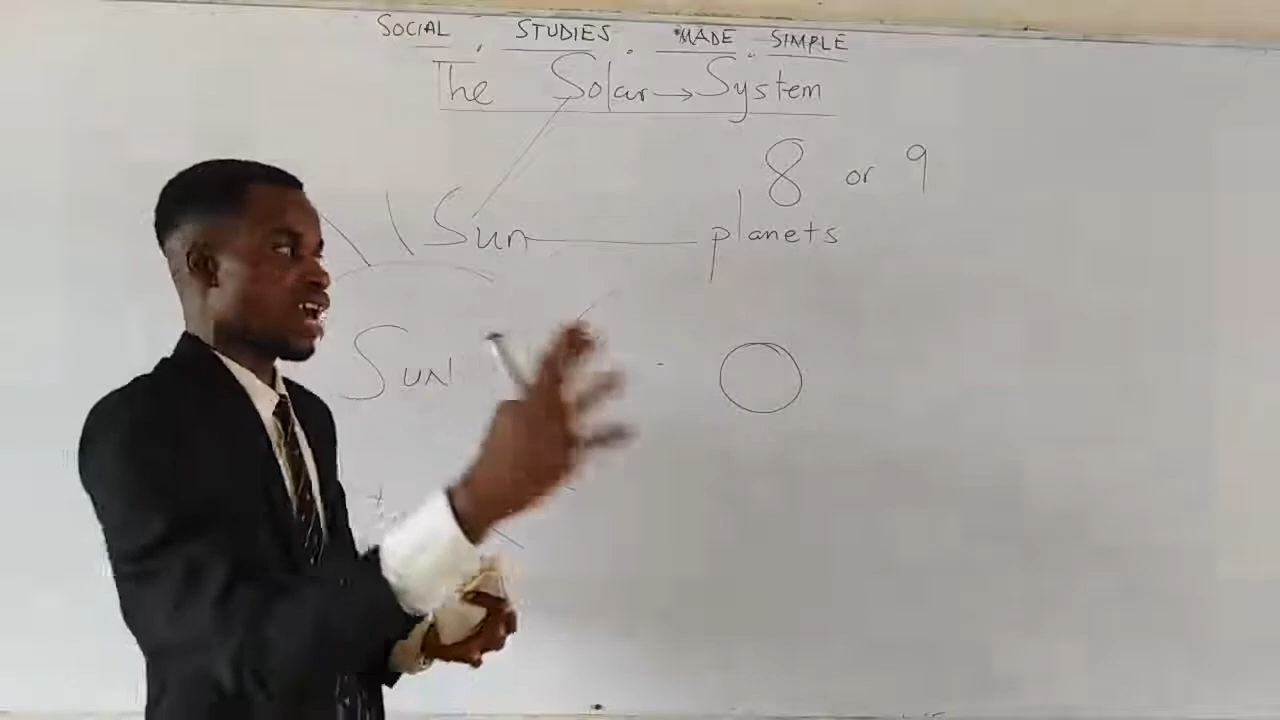 SOCIAL STUDIES MADE SIMPLE
The Solar → System
8 or 9
Sun planets
Sun